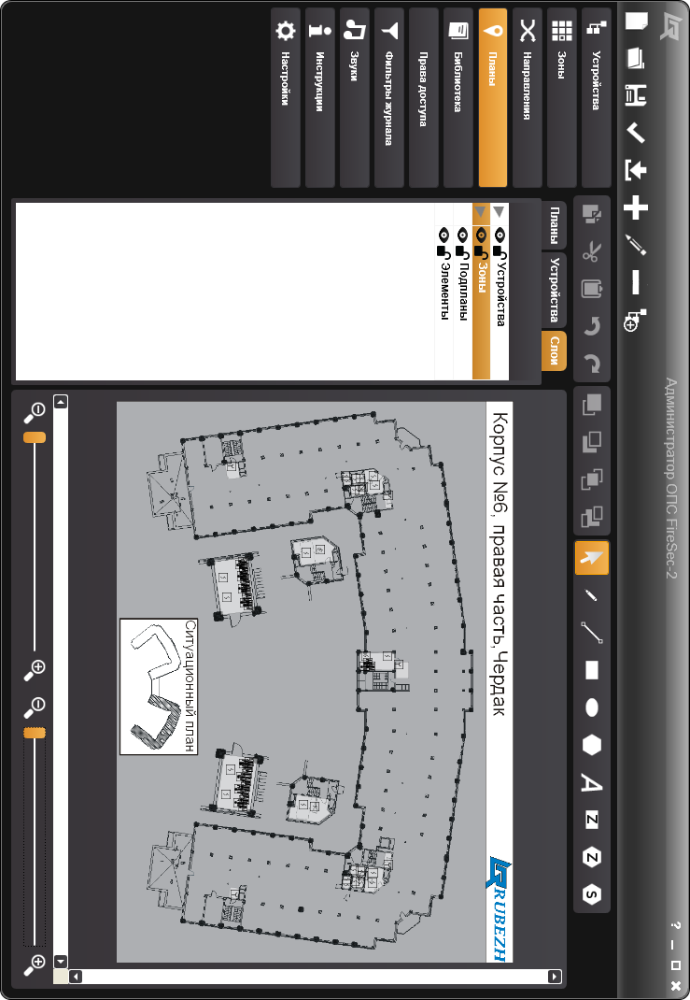 Администратор ОПС FireSec-2
?
Устройства
Зоны
Направления
Планы
Библиотека
Права доступа
Фильтры журнала
Звуки
Инструкции
Настройки
A
Z
Z
S
Планы
Устройства
Слои
Устройства
Зоны
Подпланы
Элементы
Корпус №6, правая часть, Чердак
RUBEZH
Ситуационный план